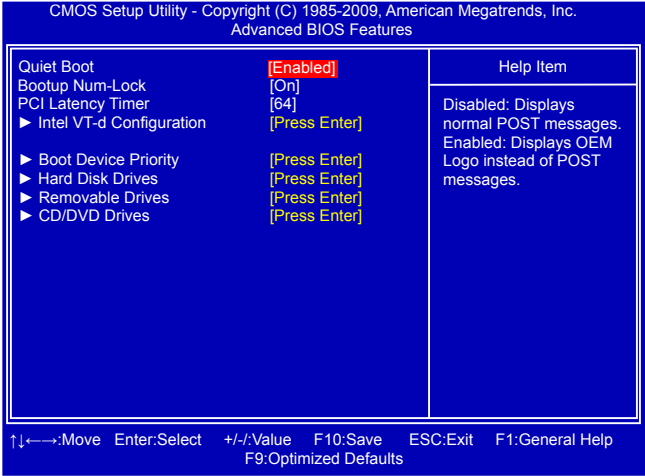 CMOS Setup Utility - Copyright (C) 1985-2009, American Megatrends, Inc.
Advanced BIOS Features
Quiet Boot [Enabled]
Bootup Num-Lock [On]
PCI Latency Timer [64]
► Intel VT-d Configuration [Press Enter]
► Boot Device Priority [Press Enter]
► Hard Disk Drives [Press Enter]
► Removable Drives [Press Enter]
► CD/DVD Drives [Press Enter]
Help Item
Disabled: Displays
normal POST messages.
Enabled: Displays OEM
Logo instead of POST
messages.
↑↓←→:Move Enter:Select +/-/:Value F10:Save ESC:Exit F1:General Help
F9:Optimized Defaults